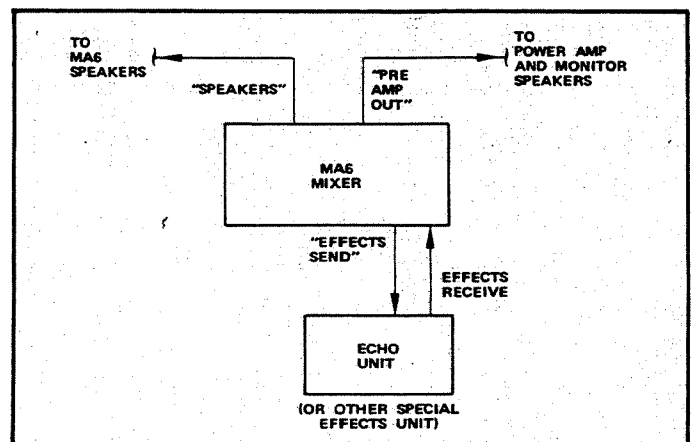 TO
MA6
SPEAKERS
"SPEAKERS"
"PRE
AMP
OUT"
TO
POWER AMP
AND MONITOR
SPEAKERS
MA6
MIXER
"EFFECTS
SEND"
EFFECTS
RECEIVE
ECHO
UNIT
(OR OTHER SPECIAL
EFFECTS UNIT)